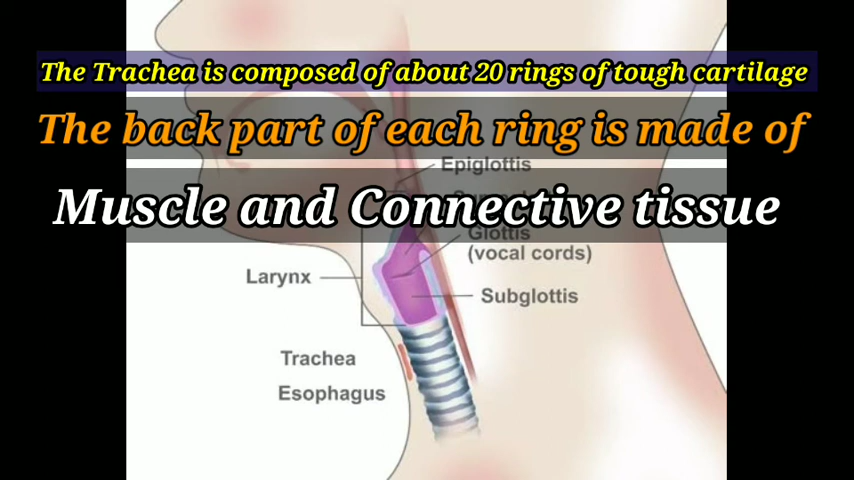 The Trachea is composed of about 20 rings of tough cartilage
The back part of each ring is made of
Epiglottis
Muscle and Connective tissue
Glottis
(vocal cords)
Larynx
Subglottis
Trachea
Esophagus